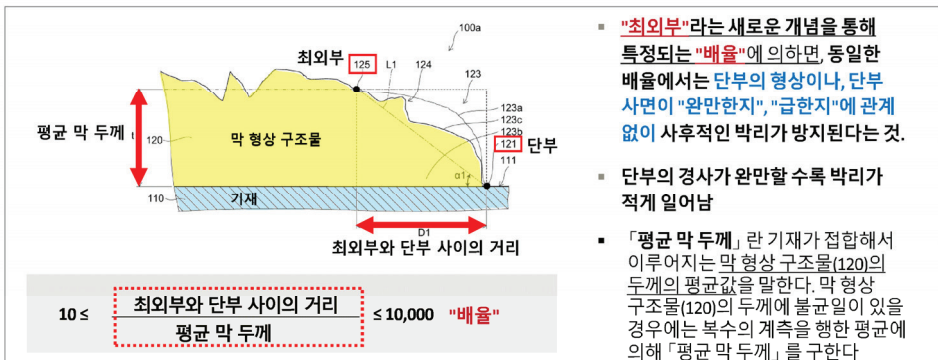 100a
최외부
125
L1
124
123
123a
123c
123b
평균 막 두께 t
120
막 형상 구조물
121 단부
111
α1
110
기재
D1
최외부와 단부 사이의 거리
10 ≤ 최외부와 단부 사이의 거리 / 평균 막 두께 ≤ 10,000 "배율"
"최외부"라는 새로운 개념을 통해
특정되는 "배율"에 의하면, 동일한
배율에서는 단부의 형상이나, 단부
사면이 "완만한지", "급한지"에 관계
없이 사후적인 박리가 방지된다는 것.
단부의 경사가 완만할 수록 박리가
적게 일어남
「평균 막 두께」란 기재가 접합해서
이루어지는 막 형상 구조물(120)의
두께의 평균값을 말한다. 막 형상
구조물(120)의 두께에 불균일이 있을
경우에는 복수의 계측을 행한 평균에
의해 「평균 막 두께」를 구한다